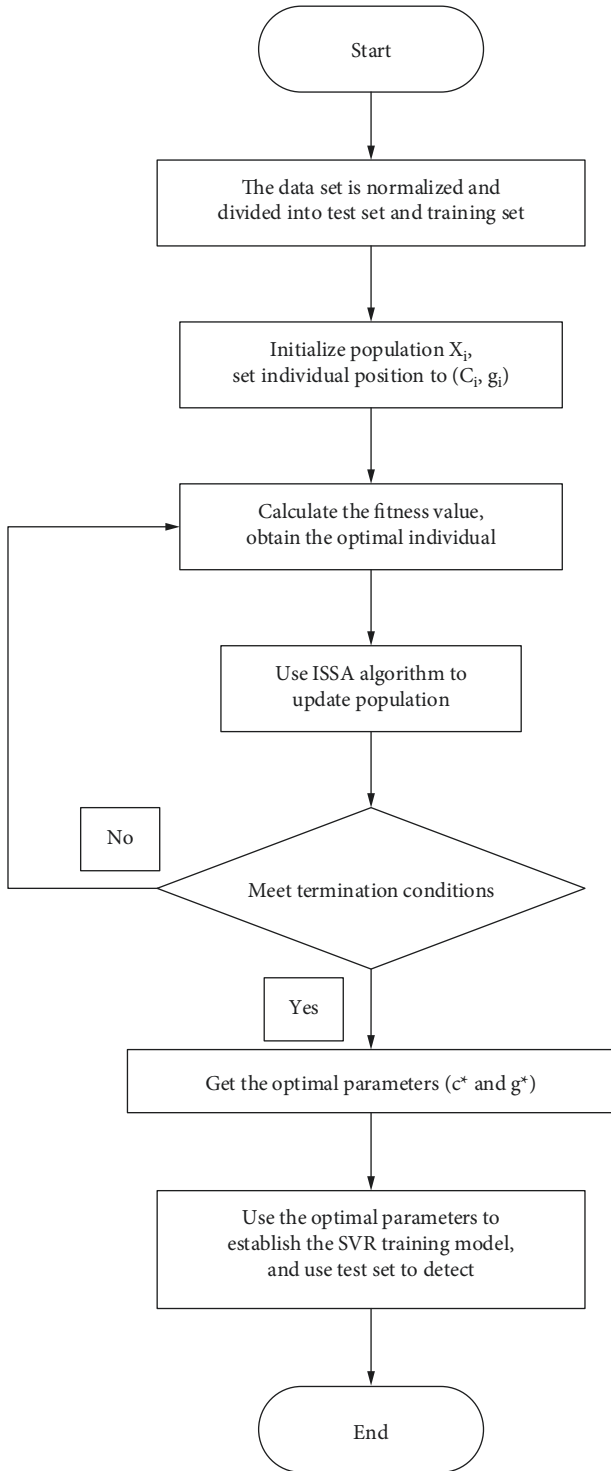 Start
The data set is normalized and
divided into test set and training set
Initialize population Xᵢ,
set individual position to (Cᵢ, gᵢ)
Calculate the fitness value,
obtain the optimal individual
Use ISSA algorithm to
update population
No
Meet termination conditions
Yes
Get the optimal parameters (c* and g*)
Use the optimal parameters to
establish the SVR training model,
and use test set to detect
End